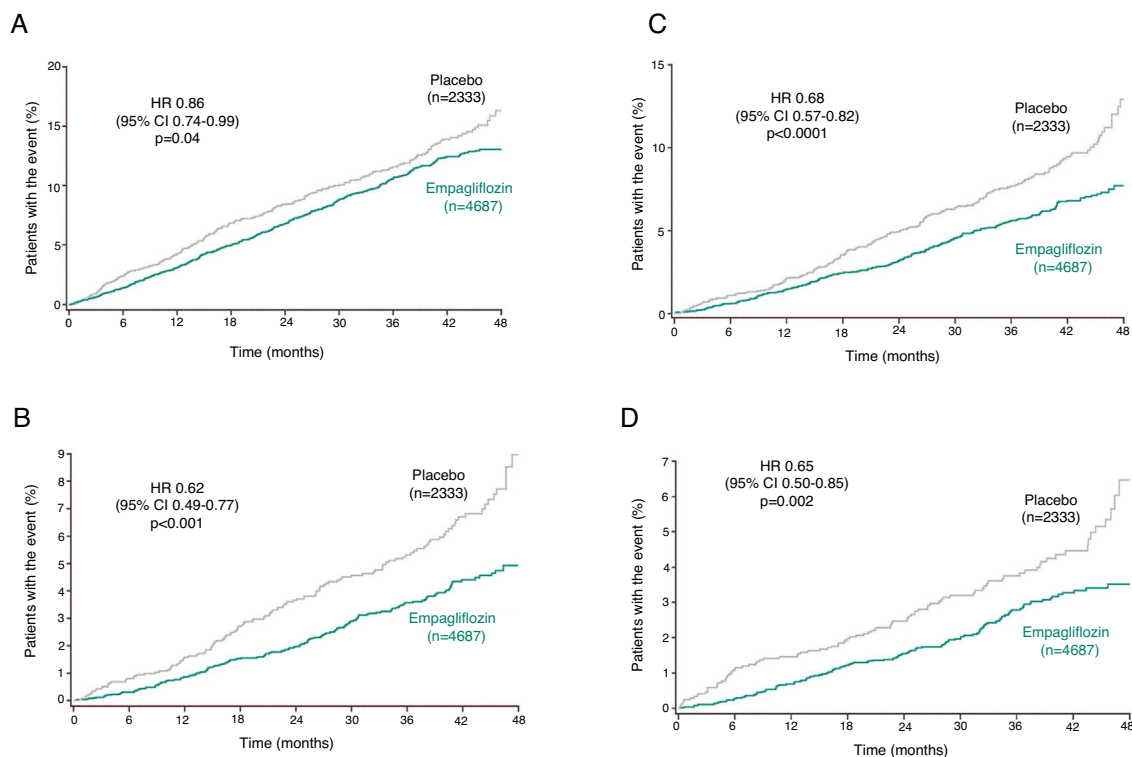 A
Patients with the event (%)
20
15
10
5
0
HR 0.86
(95% CI 0.74-0.99)
p=0.04
Placebo
(n=2333)
Empagliflozin
(n=4687)
0 6 12 18 24 30 36 42 48
Time (months)
C
Patients with the event (%)
15
10
5
0
HR 0.68
(95% CI 0.57-0.82)
p<0.0001
Placebo
(n=2333)
Empagliflozin
(n=4687)
0 6 12 18 24 30 36 42 48
Time (months)
B
Patients with the event (%)
9
8
7
6
5
4
3
2
1
0
HR 0.62
(95% CI 0.49-0.77)
p<0.001
Placebo
(n=2333)
Empagliflozin
(n=4687)
0 6 12 18 24 30 36 42 48
Time (months)
D
Patients with the event (%)
7
6
5
4
3
2
1
0
HR 0.65
(95% CI 0.50-0.85)
p=0.002
Placebo
(n=2333)
Empagliflozin
(n=4687)
0 6 12 18 24 30 36 42 48
Time (months)